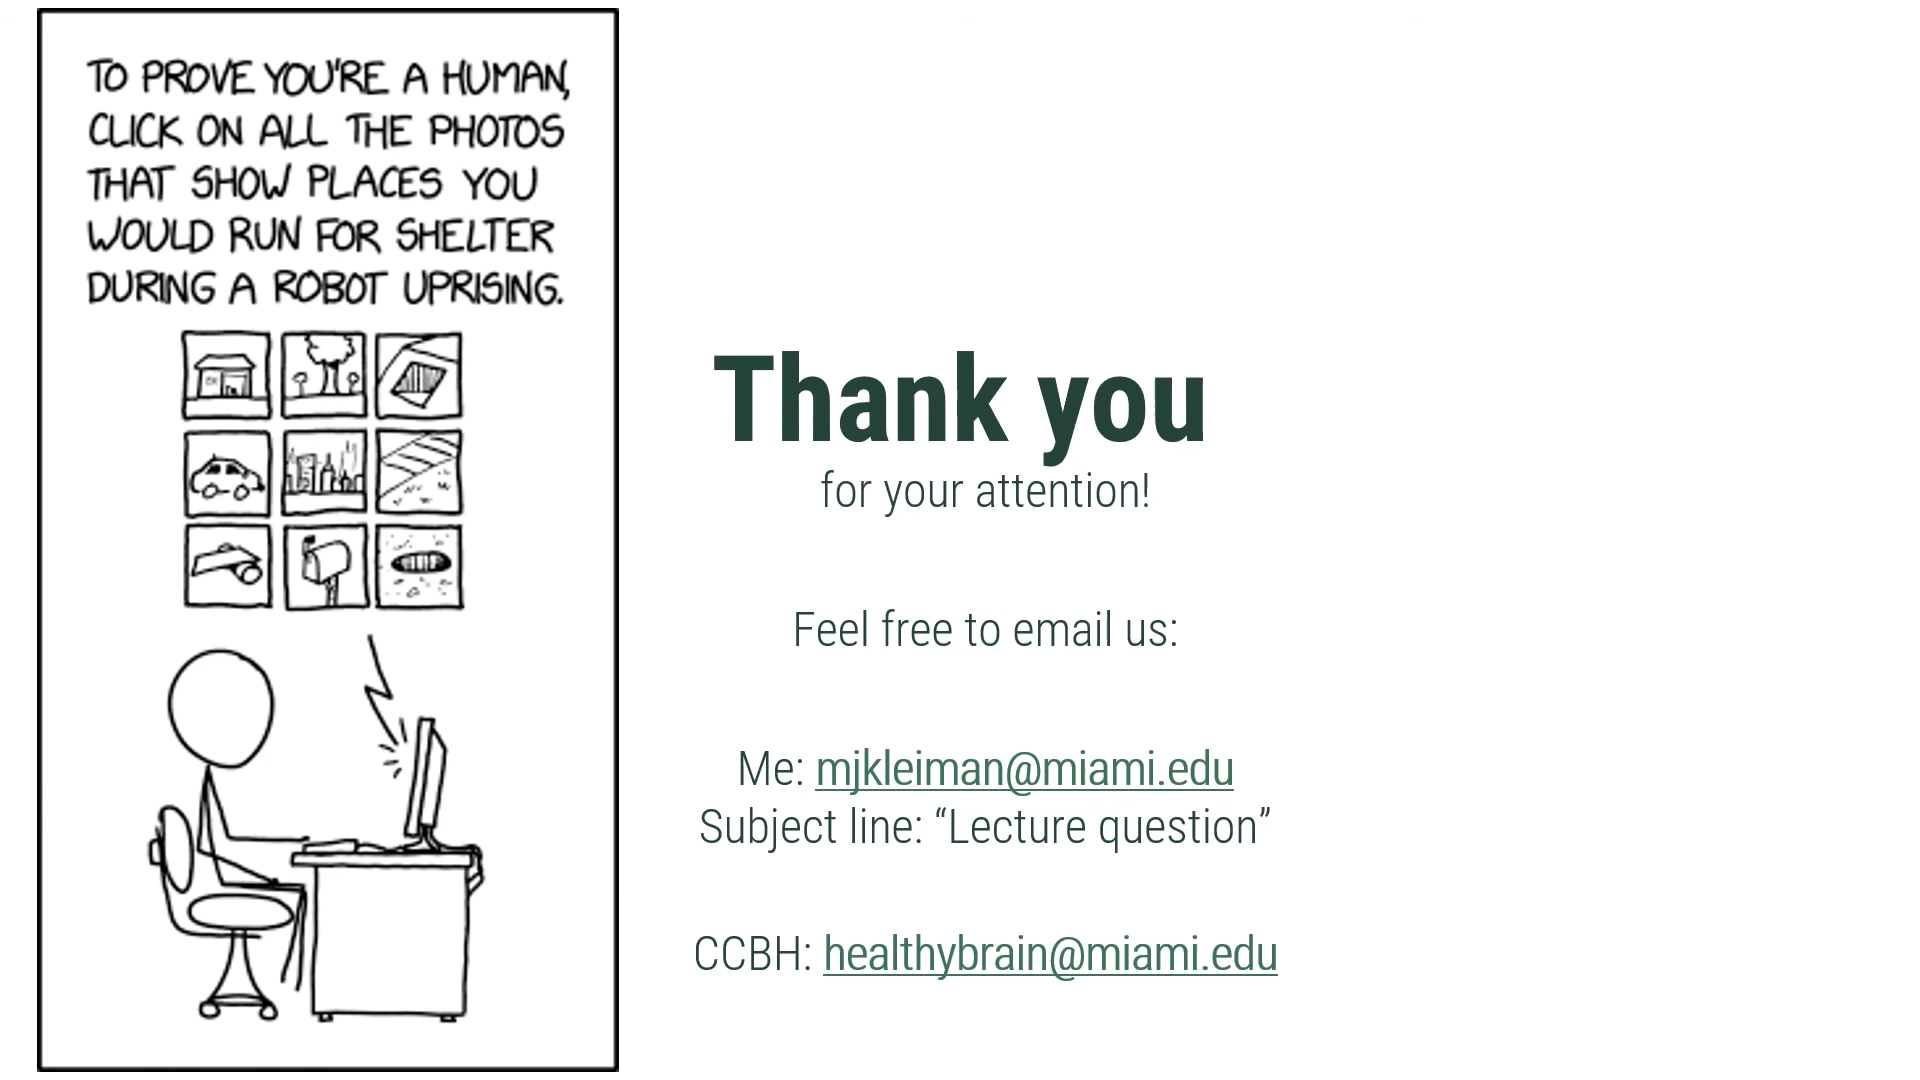 TO PROVE YOU'RE A HUMAN,
CLICK ON ALL THE PHOTOS
THAT SHOW PLACES YOU
WOULD RUN FOR SHELTER
DURING A ROBOT UPRISING.
Thank you
for your attention!
Feel free to email us:
Me: mjkleiman@miami.edu
Subject line: “Lecture question”
CCBH: healthybrain@miami.edu